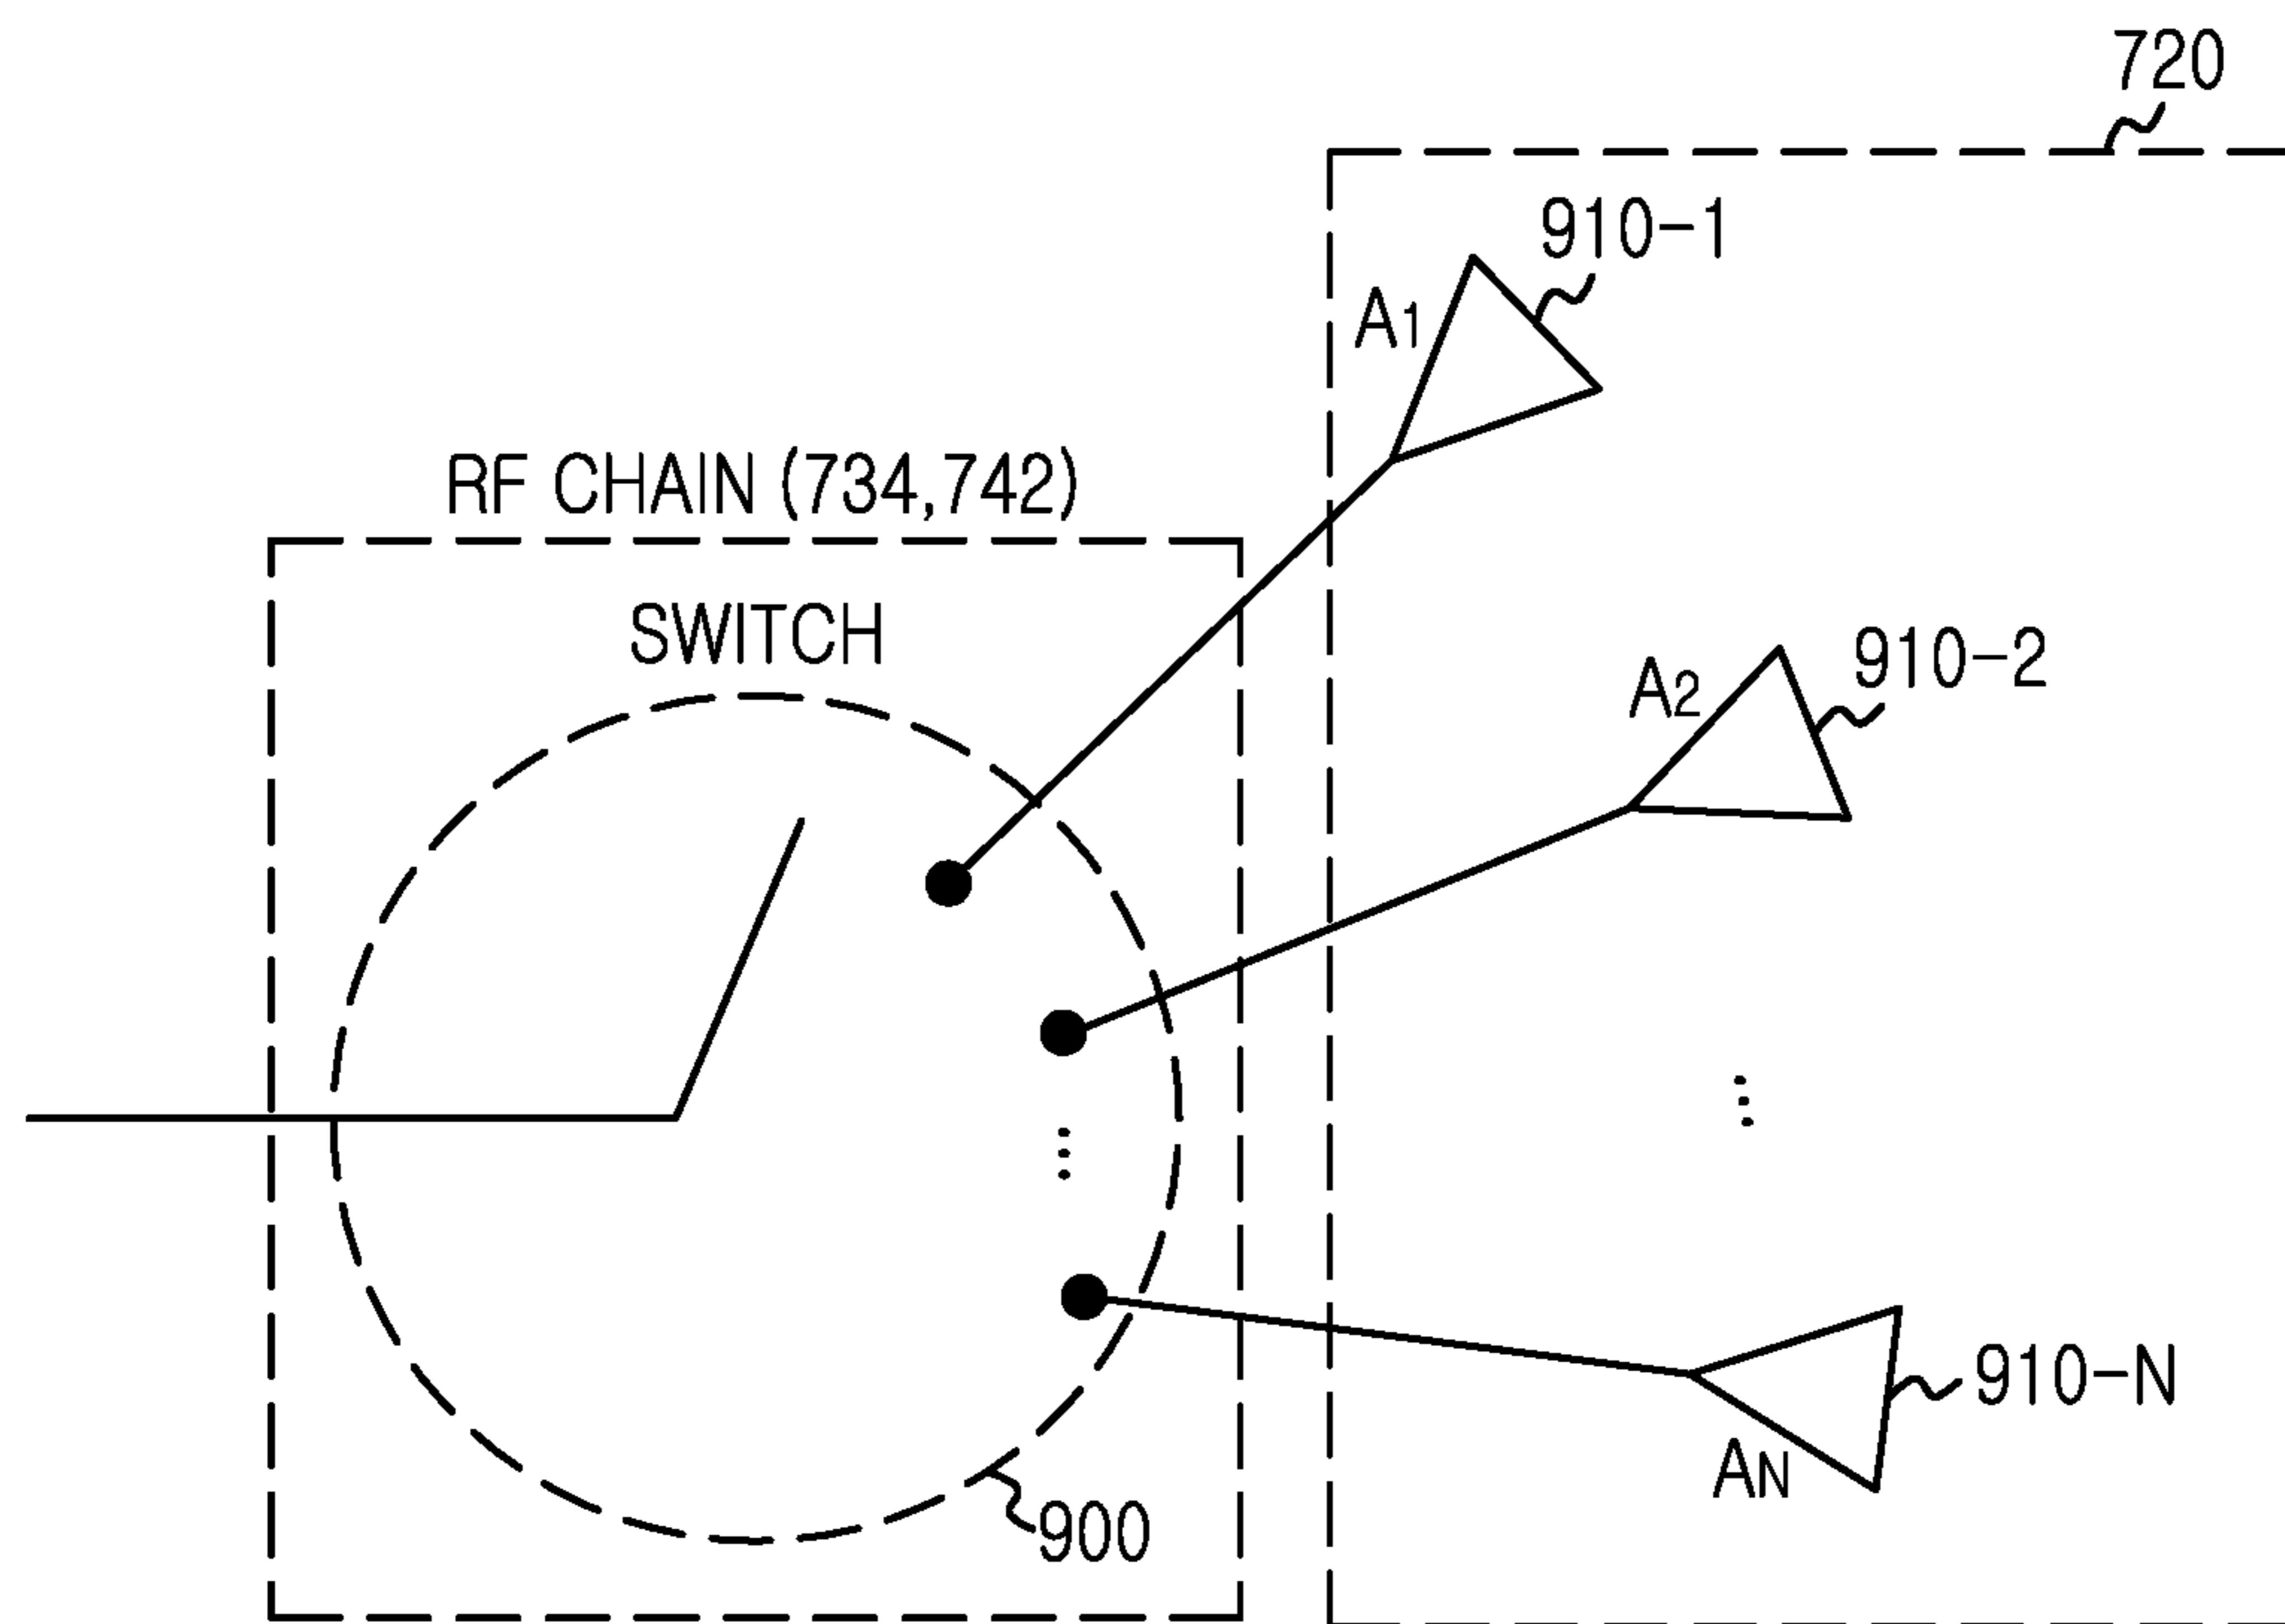 720
910-1
A1
RF CHAIN (734,742)
SWITCH
910-2
A2
910-N
AN
900